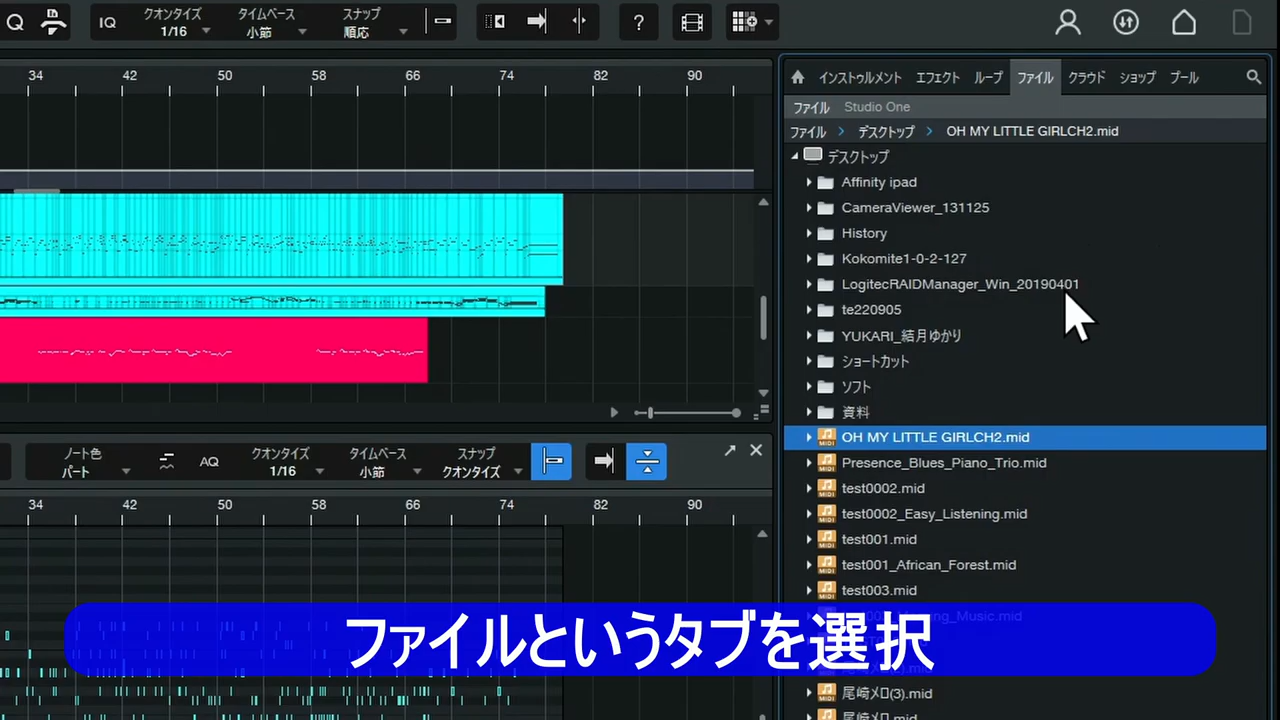 IQ
クオンタイズ
1/16
タイムベース
小節
スナップ
順応
?
34 42 50 58 66 74 82 90
インストゥルメント エフェクト ループ ファイル クラウド ショップ プール
ファイル Studio One
ファイル > デスクトップ > OH MY LITTLE GIRLCH2.mid
デスクトップ
Affinity ipad
CameraViewer_131125
History
Kokomite1-0-2-127
LogitecRAIDManager_Win_20190401
te220905
YUKARI_結月ゆかり
ショートカット
ソフト
資料
OH MY LITTLE GIRLCH2.mid
Presence_Blues_Piano_Trio.mid
test0002.mid
test0002_Easy_Listening.mid
test001.mid
test001_African_Forest.mid
test003.mid
尾崎メロ(3).mid
尾崎メロ.mid
ノート色
パート
AQ
クオンタイズ
1/16
タイムベース
小節
スナップ
クオンタイズ
34 42 50 58 66 74 82 90
ファイルというタブを選択